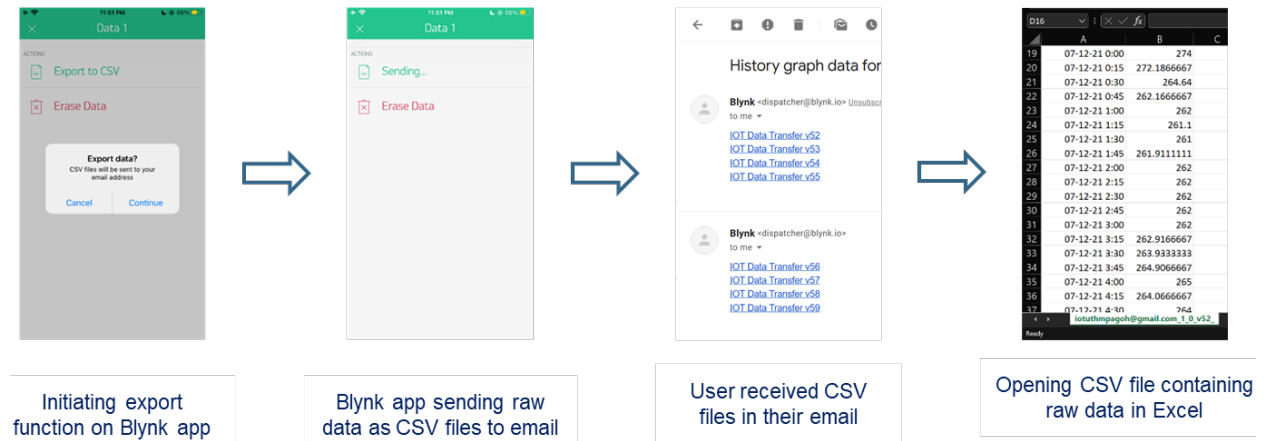 11:51 PM
56%
Data 1
ACTIONS
Export to CSV
Erase Data
Export data?
CSV files will be sent to your
email address
Cancel Continue
Initiating export
function on Blynk app
11:51 PM
56%
Data 1
ACTIONS
Sending...
Erase Data
Blynk app sending raw
data as CSV files to email
History graph data for
Blynk <dispatcher@blynk.io> Unsubscr
to me
IOT Data Transfer v52
IOT Data Transfer v53
IOT Data Transfer v54
IOT Data Transfer v55
Blynk <dispatcher@blynk.io>
to me
IOT Data Transfer v56
IOT Data Transfer v57
IOT Data Transfer v58
IOT Data Transfer v59
User received CSV
files in their email
D16 fx
A B C
19 07-12-21 0:00 274
20 07-12-21 0:15 272.1866667
21 07-12-21 0:30 264.64
22 07-12-21 0:45 262.1666667
23 07-12-21 1:00 262
24 07-12-21 1:15 261.1
25 07-12-21 1:30 261
26 07-12-21 1:45 261.9111111
27 07-12-21 2:00 262
28 07-12-21 2:15 262
29 07-12-21 2:30 262
30 07-12-21 2:45 262
31 07-12-21 3:00 262
32 07-12-21 3:15 262.9166667
33 07-12-21 3:30 263.9333333
34 07-12-21 3:45 264.9066667
35 07-12-21 4:00 265
36 07-12-21 4:15 264.0666667
37 07-12-21 4:30 264
iotuthmpagoh@gmail.com_1_0_v52_
Ready
Opening CSV file containing
raw data in Excel